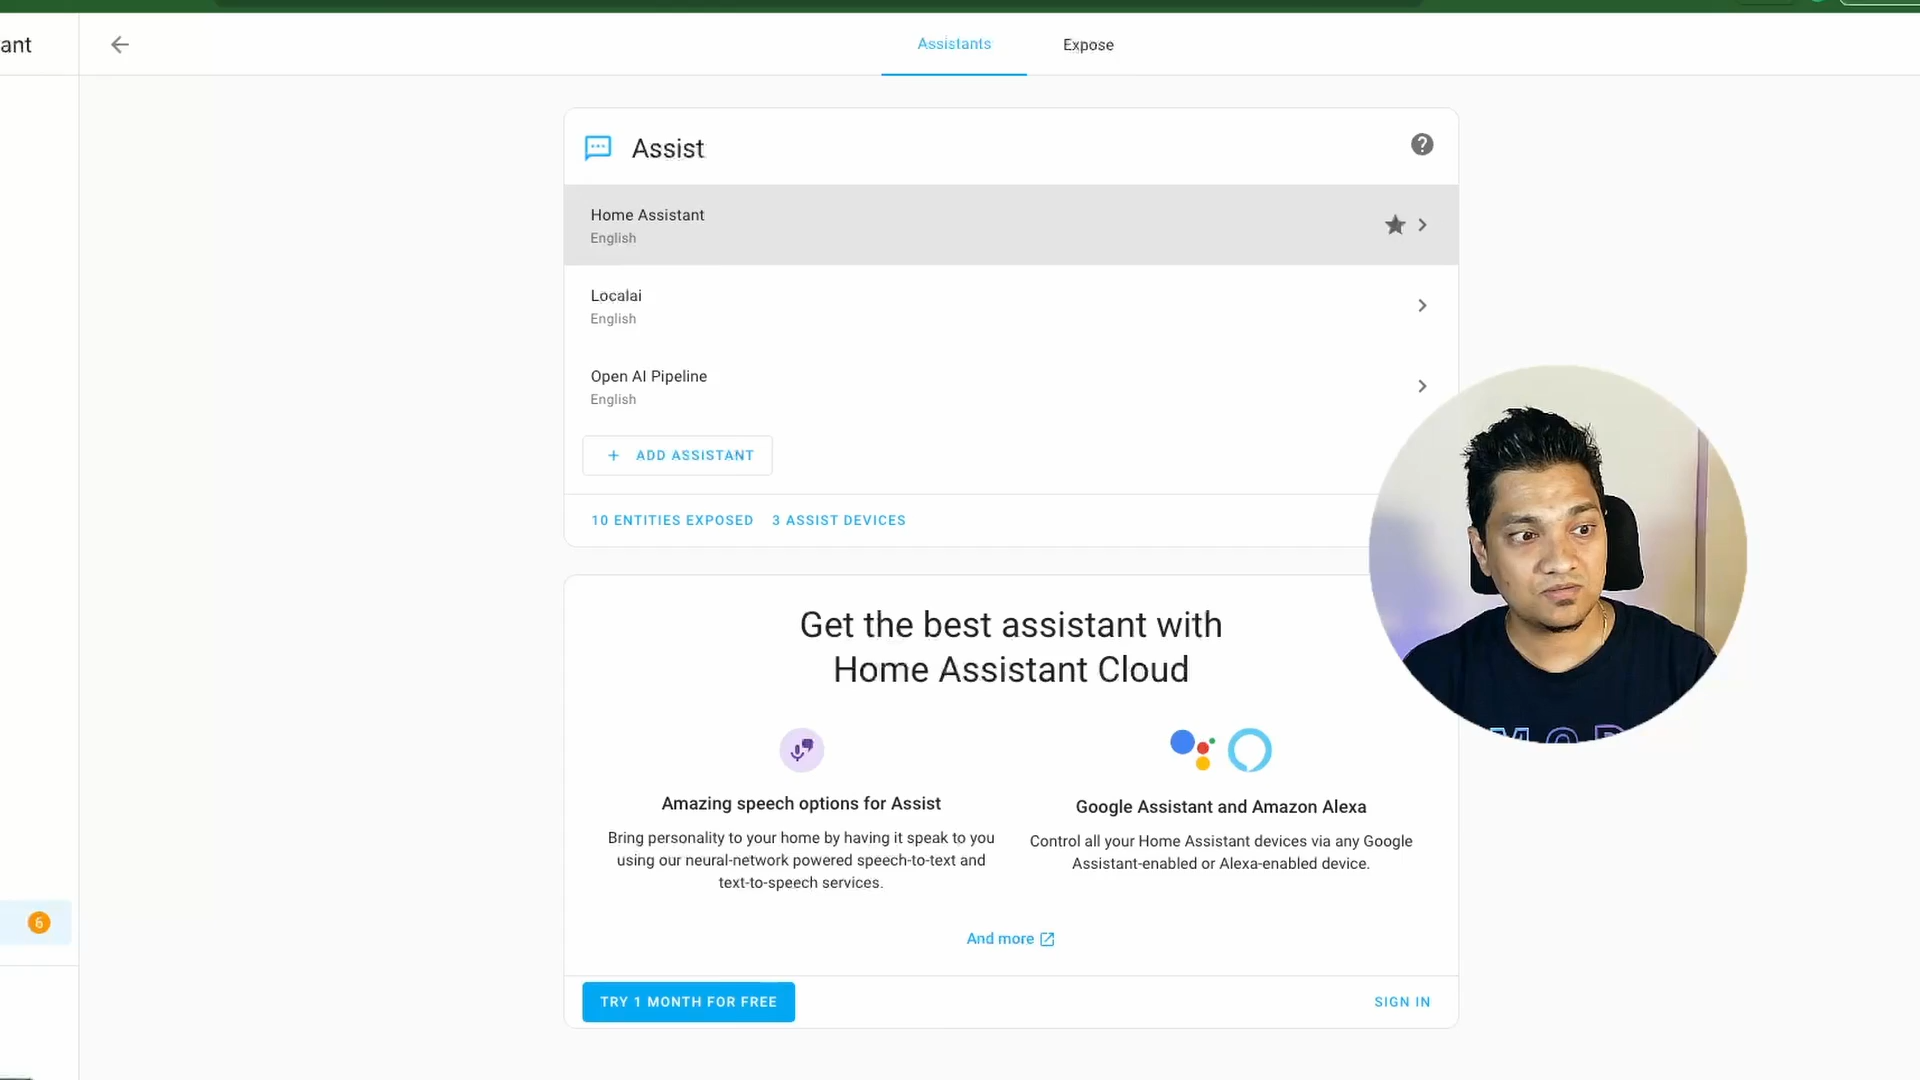 ant
Assistants
Expose
Assist
Home Assistant
English
Localai
English
Open AI Pipeline
English
+ ADD ASSISTANT
10 ENTITIES EXPOSED
3 ASSIST DEVICES
Get the best assistant with
Home Assistant Cloud
Amazing speech options for Assist
Bring personality to your home by having it speak to you
using our neural-network powered speech-to-text and
text-to-speech services.
Google Assistant and Amazon Alexa
Control all your Home Assistant devices via any Google
Assistant-enabled or Alexa-enabled device.
And more
TRY 1 MONTH FOR FREE
SIGN IN
6